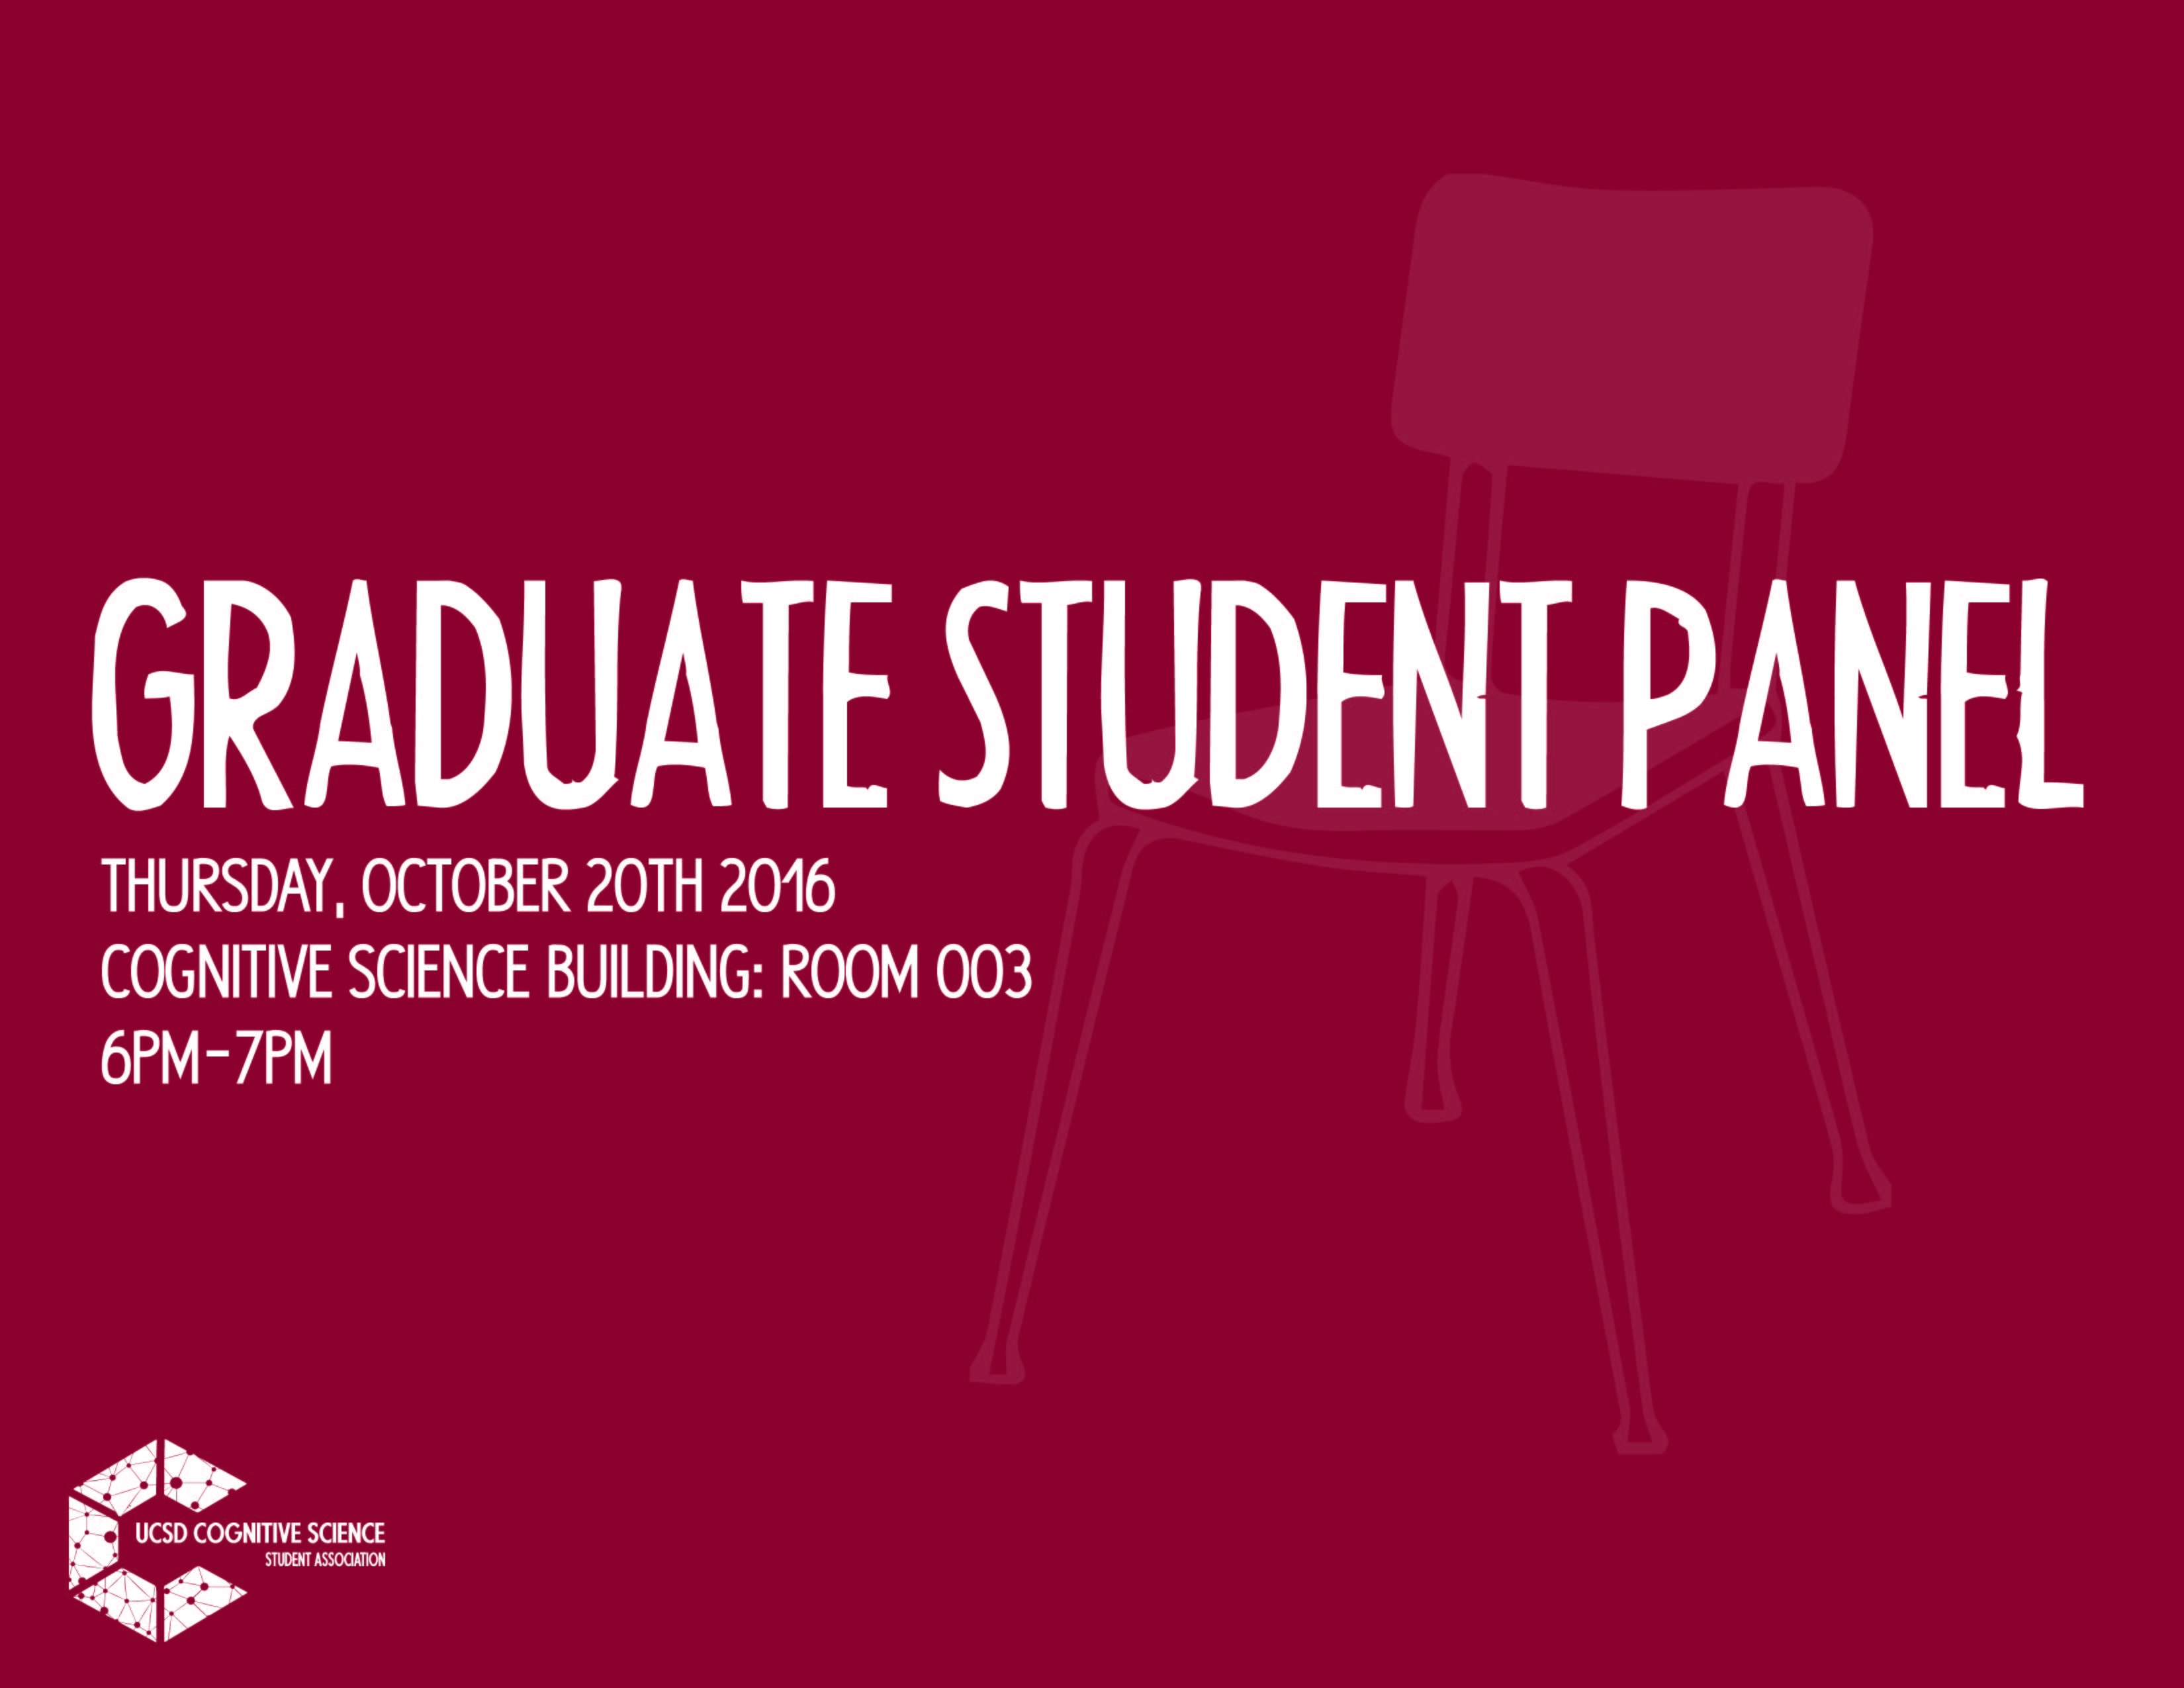 GRADUATE STUDENT PANEL
THURSDAY, OCTOBER 20TH 2016
COGNITIVE SCIENCE BUILDING: ROOM 003
6PM-7PM
UCSD COGNITIVE SCIENCE
STUDENT ASSOCIATION